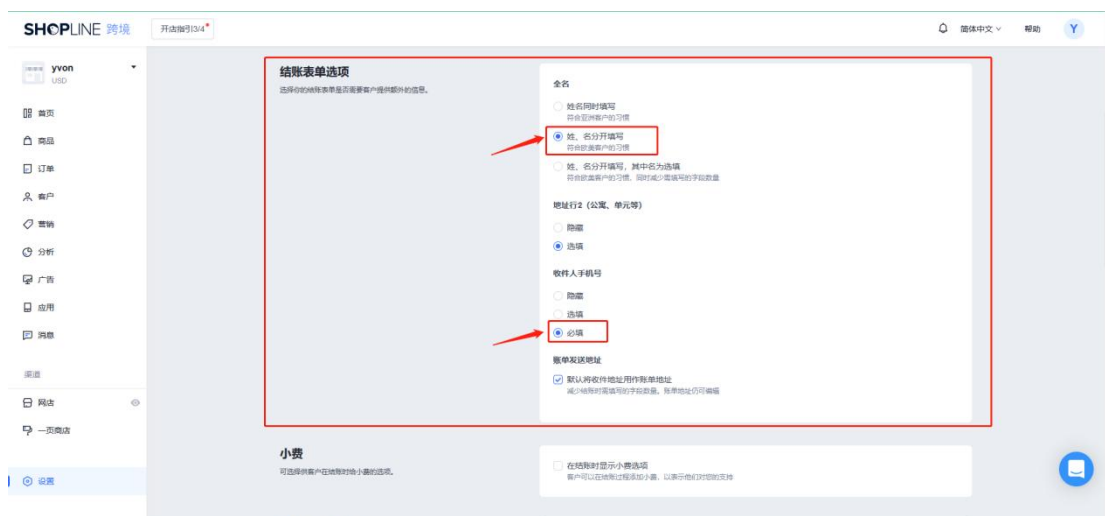 SHOPLINE 跨境
开店指引3/4
简体中文
帮助
Y
yvon
USD
首页
商品
订单
客户
营销
分析
广告
应用
消息
渠道
网店
一页商店
设置
结账表单选项
选择你的结账表单是否需要客户提供额外的信息。
全名
姓名同时填写
符合亚洲客户的习惯
姓、名分开填写
符合欧美客户的习惯
姓、名分开填写，其中名为选填
符合欧美客户的习惯、同时减少需填写的字段数量
地址行2（公寓、单元等）
隐藏
选填
收件人手机号
隐藏
选填
必填
账单发送地址
默认将收件地址用作账单地址
减少结账时需填写的字段数量。账单地址仍可编辑
小费
可选择供客户在结账时给小费的选项。
在结账时显示小费选项
客户可以在结账过程添加小费，以表示他们对您的支持